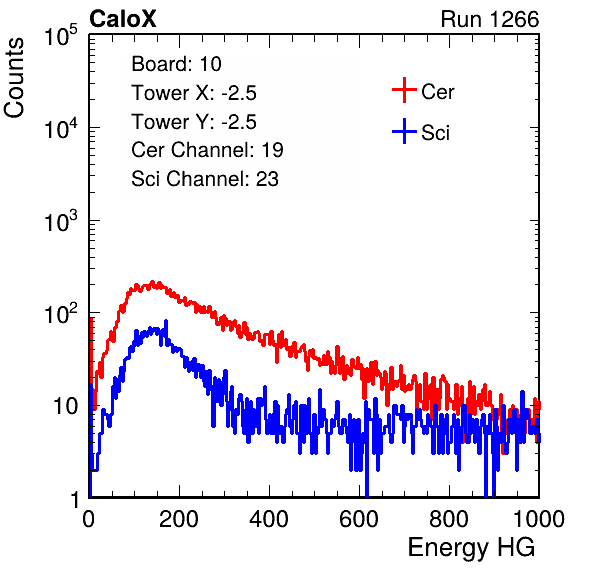 CaloX Run 1266
Counts
10^5
10^4
10^3
10^2
10
1
Board: 10
Tower X: -2.5
Tower Y: -2.5
Cer Channel: 19
Sci Channel: 23
Cer
Sci
0 200 400 600 800 1000
Energy HG